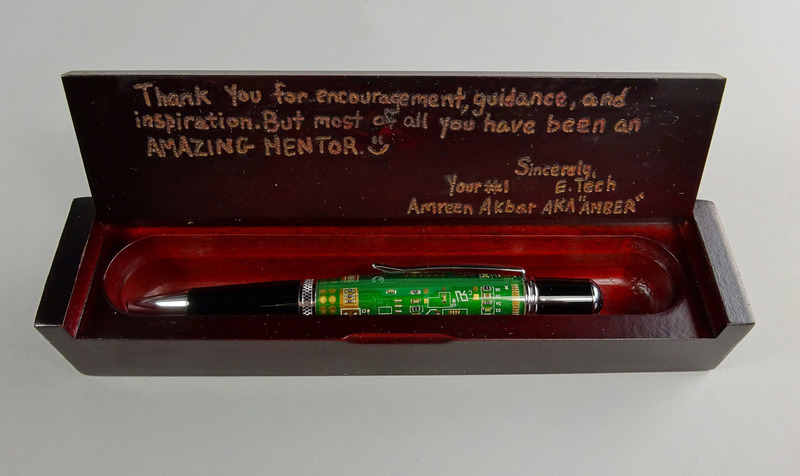 Thank You for encouragement, guidance, and
inspiration. But most of all you have been an
AMAZING MENTOR.
Sincerely,
Your #1 E. Tech
Amreen Akbar AKA "AMBER"